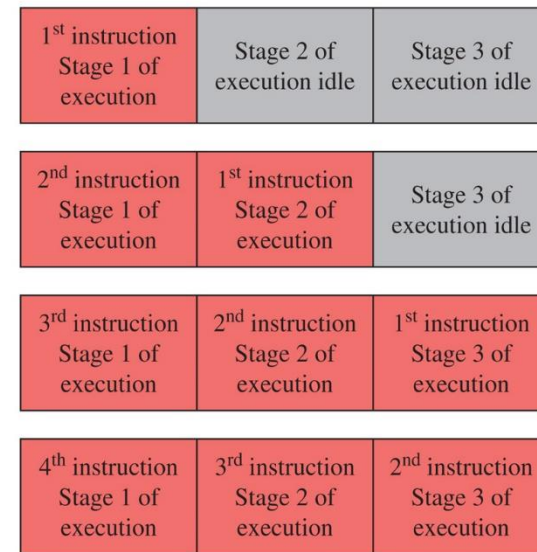 1st instruction
Stage 1 of
execution
Stage 2 of
execution idle
Stage 3 of
execution idle
2nd instruction
Stage 1 of
execution
1st instruction
Stage 2 of
execution
Stage 3 of
execution idle
3rd instruction
Stage 1 of
execution
2nd instruction
Stage 2 of
execution
1st instruction
Stage 3 of
execution
4th instruction
Stage 1 of
execution
3rd instruction
Stage 2 of
execution
2nd instruction
Stage 3 of
execution